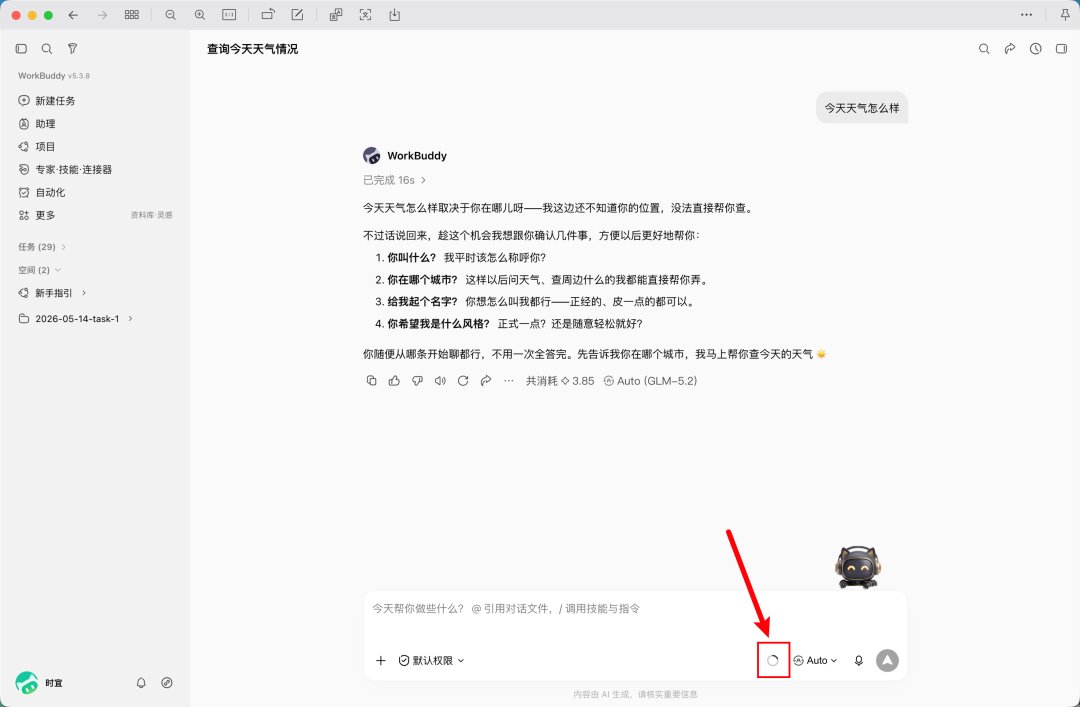 查询今天天气情况
WorkBuddy v5.3.8
新建任务
助理
项目
专家·技能·连接器
自动化
更多 资料库·灵感
任务 (29)
空间 (2)
新手指引
2026-05-14-task-1
时宜
今天天气怎么样
WorkBuddy
已完成 16s
今天天气怎么样取决于你在哪儿呀——我这边还不知道你的位置，没法直接帮你查。
不过话说回来，趁这个机会我想跟你确认几件事，方便以后更好地帮你：
1. 你叫什么？ 我平时该怎么称呼你？
2. 你在哪个城市？ 这样以后问天气、查周边什么的我都能直接帮你弄。
3. 给我起个名字？ 你想怎么叫我都行——正经的、皮一点的都可以。
4. 你希望我是什么风格？ 正式一点？还是随意轻松就好？
你随便从哪条开始聊都行，不用一次全答完。先告诉我你在哪个城市，我马上帮你查今天的天气 ☀️
共消耗 3.85 Auto (GLM-5.2)
今天帮你做些什么？ @ 引用对话文件，/ 调用技能与指令
默认权限 Auto
内容由 AI 生成，请核实重要信息